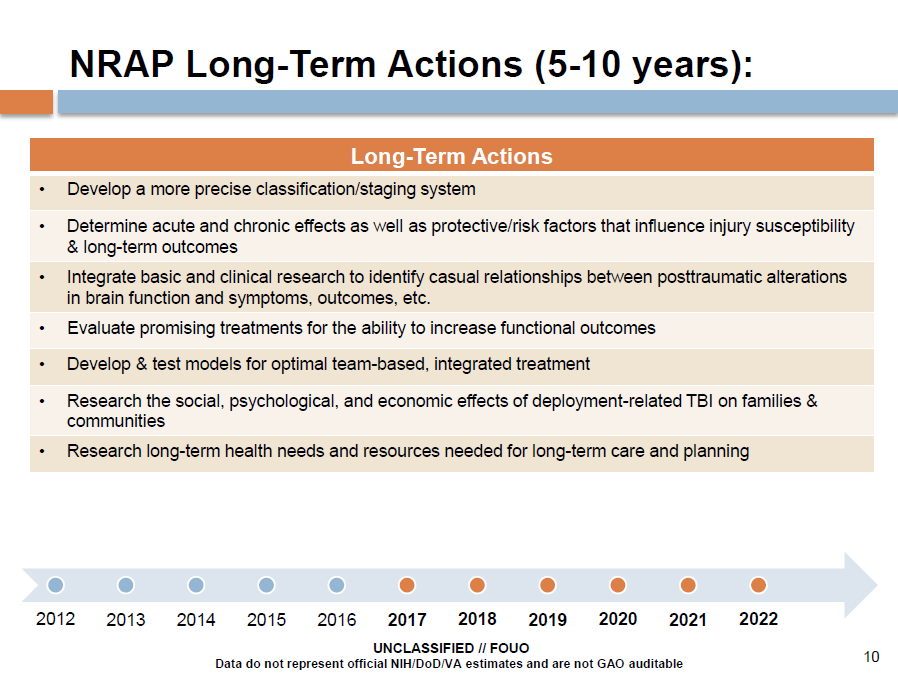 NRAP Long-Term Actions (5-10 years):
Long-Term Actions
• Develop a more precise classification/staging system
• Determine acute and chronic effects as well as protective/risk factors that influence injury susceptibility
& long-term outcomes
• Integrate basic and clinical research to identify casual relationships between posttraumatic alterations
in brain function and symptoms, outcomes, etc.
• Evaluate promising treatments for the ability to increase functional outcomes
• Develop & test models for optimal team-based, integrated treatment
• Research the social, psychological, and economic effects of deployment-related TBI on families &
communities
• Research long-term health needs and resources needed for long-term care and planning
2012 2013 2014 2015 2016 2017 2018 2019 2020 2021 2022
UNCLASSIFIED // FOUO
Data do not represent official NIH/DoD/VA estimates and are not GAO auditable
10